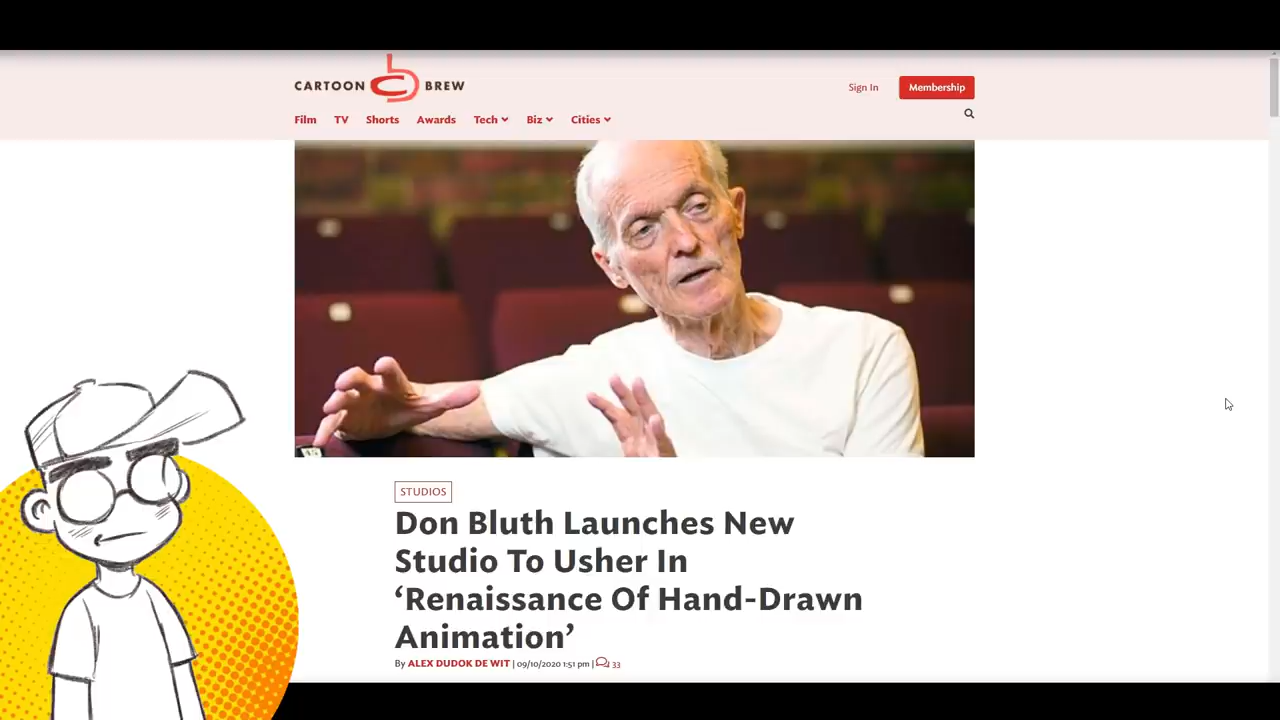 CARTOON BREW
Sign In
Membership
Film TV Shorts Awards Tech Biz Cities
STUDIOS
Don Bluth Launches New
Studio To Usher In
‘Renaissance Of Hand-Drawn
Animation’
By ALEX DUDOK DE WIT | 09/10/2020 1:51 pm | 33